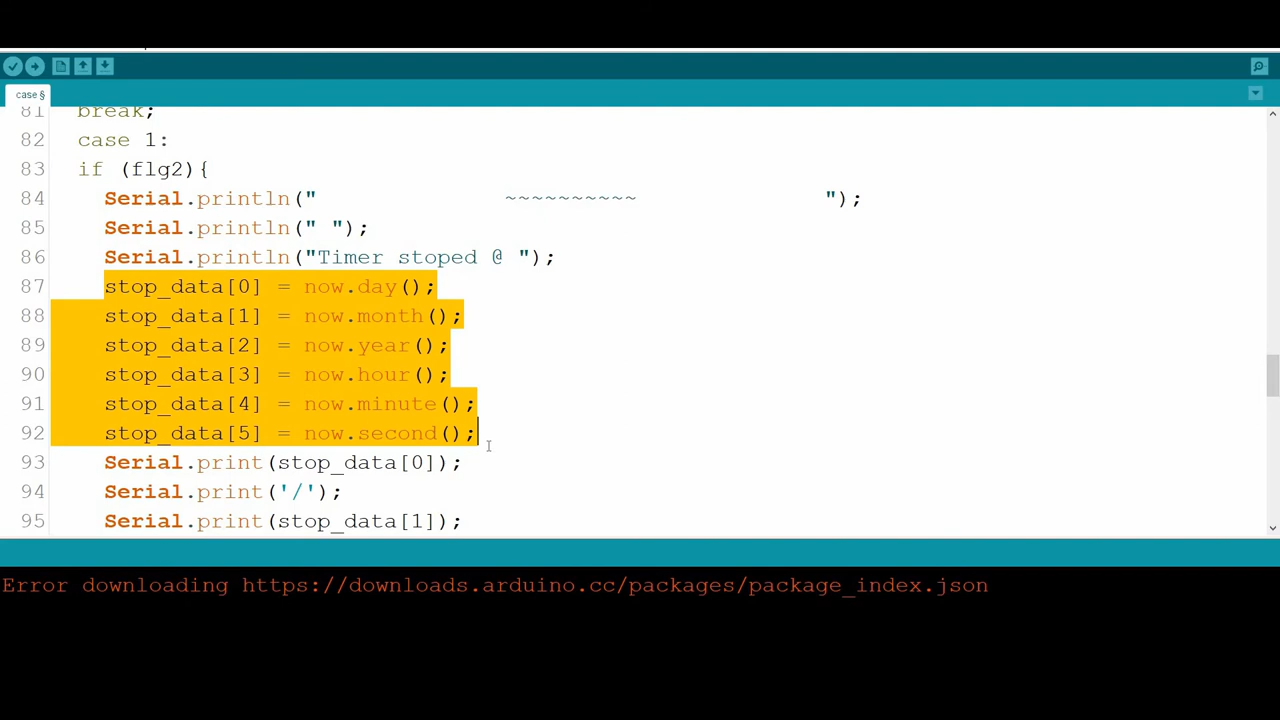 case §
81 break;
82 case 1:
83 if (flg2){
84 Serial.println(" ~~~~~~~~~~ ");
85 Serial.println(" ");
86 Serial.println("Timer stoped @ ");
87 stop_data[0] = now.day();
88 stop_data[1] = now.month();
89 stop_data[2] = now.year();
90 stop_data[3] = now.hour();
91 stop_data[4] = now.minute();
92 stop_data[5] = now.second();
93 Serial.print(stop_data[0]);
94 Serial.print('/');
95 Serial.print(stop_data[1]);
Error downloading https://downloads.arduino.cc/packages/package_index.json